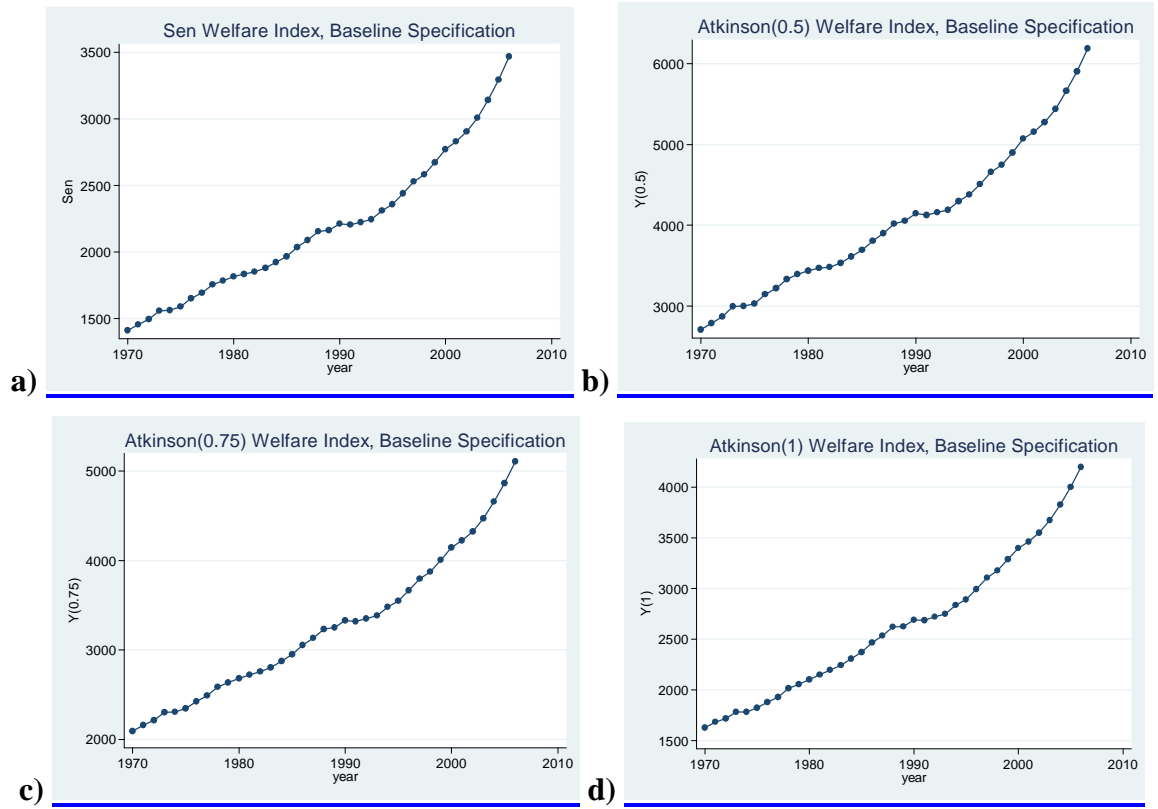 Sen Welfare Index, Baseline Specification
3500
3000
2500
2000
1500
Sen
1970 1980 1990 2000 2010
year
a)
Atkinson(0.5) Welfare Index, Baseline Specification
6000
5000
4000
3000
Y(0.5)
1970 1980 1990 2000 2010
year
b)
Atkinson(0.75) Welfare Index, Baseline Specification
5000
4000
3000
2000
Y(0.75)
1970 1980 1990 2000 2010
year
c)
Atkinson(1) Welfare Index, Baseline Specification
4000
3500
3000
2500
2000
1500
Y(1)
1970 1980 1990 2000 2010
year
d)